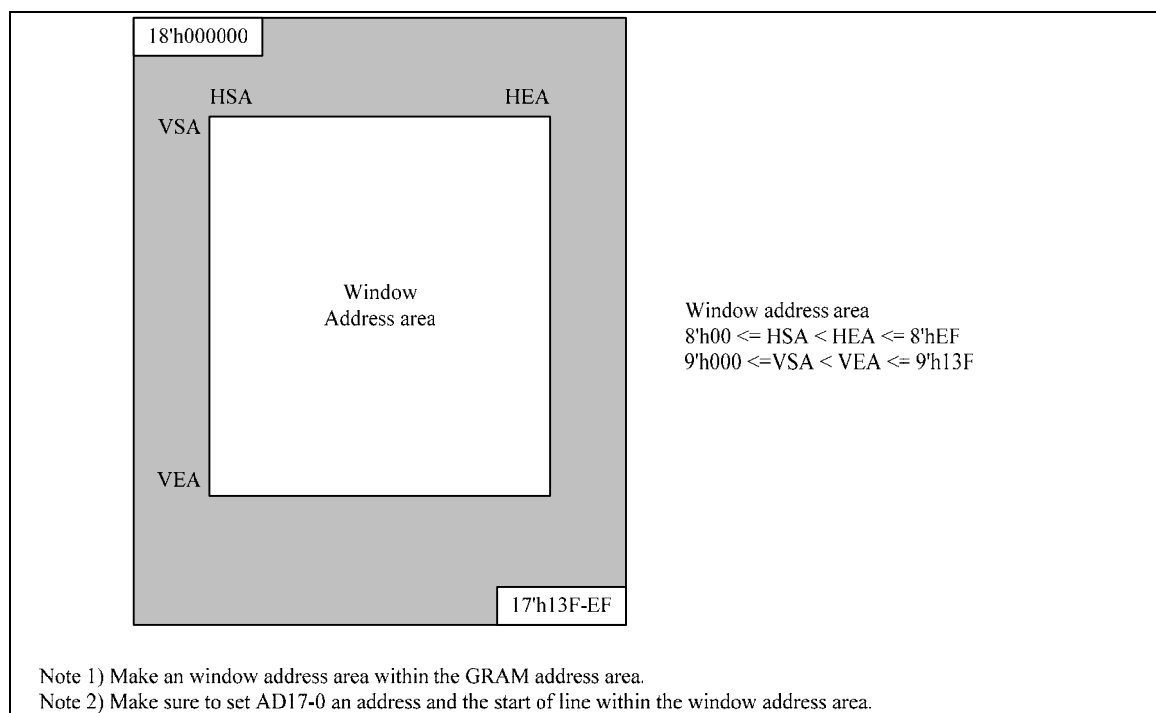 18'h000000
HSA HEA
VSA
Window
Address area
Window address area
8'h00 <= HSA < HEA <= 8'hEF
9'h000 <=VSA < VEA <= 9'h13F
VEA
17'h13F-EF
Note 1) Make an window address area within the GRAM address area.
Note 2) Make sure to set AD17-0 an address and the start of line within the window address area.